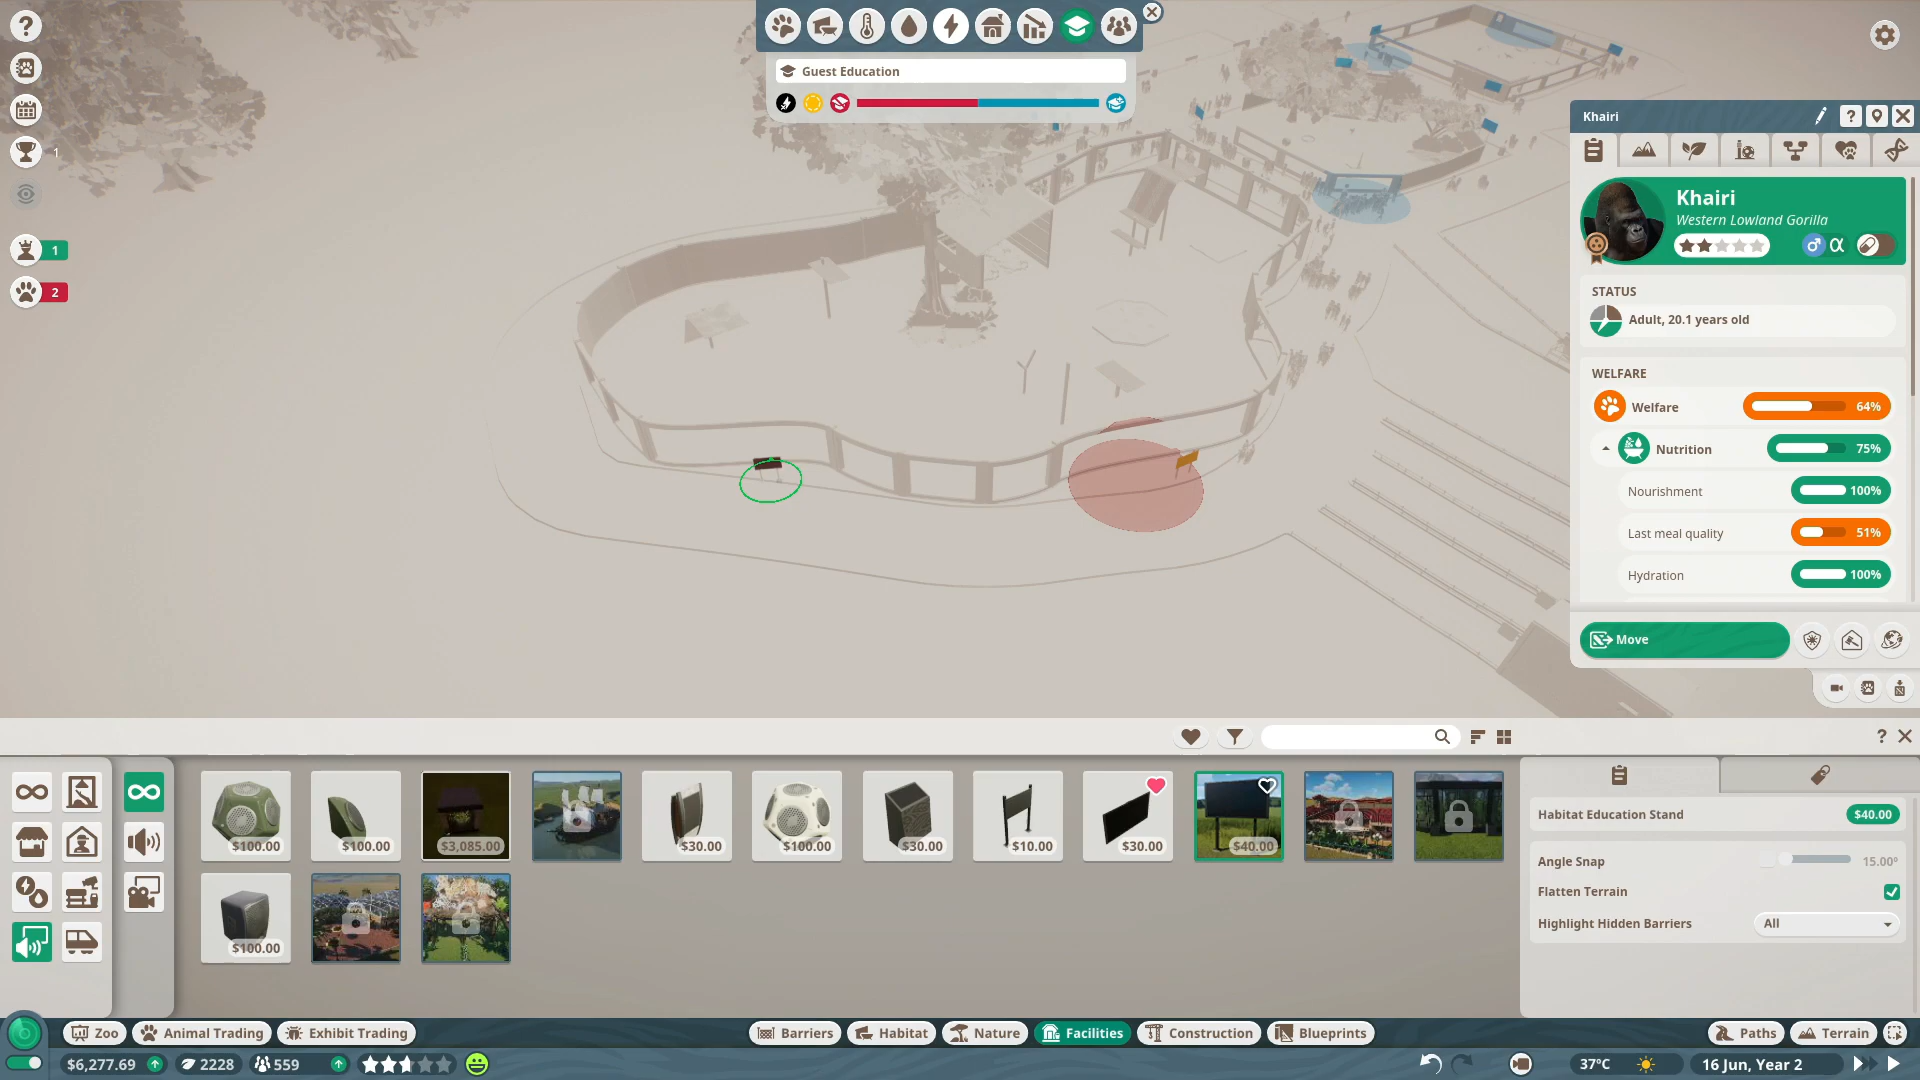 Guest Education
1
1
2
Khairi
Khairi
Western Lowland Gorilla
α
STATUS
Adult, 20.1 years old
WELFARE
Welfare 64%
Nutrition 75%
Nourishment 100%
Last meal quality 51%
Hydration 100%
Move
$100.00 $100.00 $3,085.00 $30.00 $100.00 $30.00 $10.00 $30.00 $40.00
$100.00
Habitat Education Stand $40.00
Angle Snap 15.00°
Flatten Terrain
Highlight Hidden Barriers All
Zoo Animal Trading Exhibit Trading Barriers Habitat Nature Facilities Construction Blueprints Paths Terrain
$6,277.69 2228 559 37°C 16 Jun, Year 2